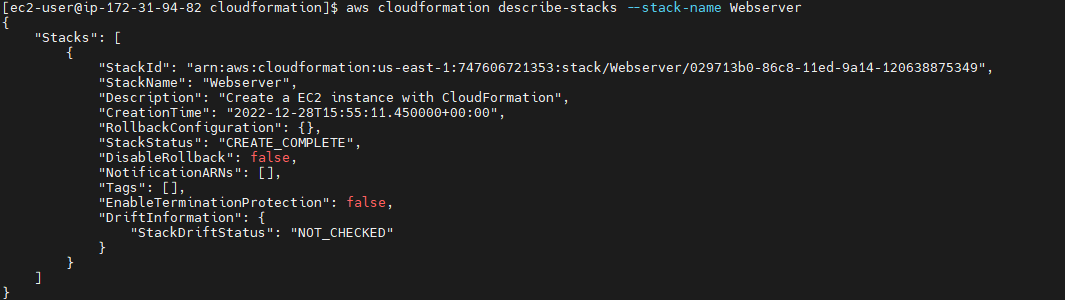 [ec2-user@ip-172-31-94-82 cloudformation]$ aws cloudformation describe-stacks --stack-name Webserver
{
    "Stacks": [
        {
            "StackId": "arn:aws:cloudformation:us-east-1:747606721353:stack/Webserver/029713b0-86c8-11ed-9a14-120638875349",
            "StackName": "Webserver",
            "Description": "Create a EC2 instance with CloudFormation",
            "CreationTime": "2022-12-28T15:55:11.450000+00:00",
            "RollbackConfiguration": {},
            "StackStatus": "CREATE_COMPLETE",
            "DisableRollback": false,
            "NotificationARNs": [],
            "Tags": [],
            "EnableTerminationProtection": false,
            "DriftInformation": {
                "StackDriftStatus": "NOT_CHECKED"
            }
        }
    ]
}